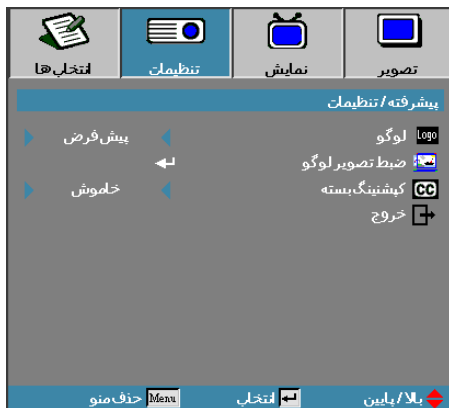 تصویر نمایش تنظیمات انتخاب‌ها
پیشرفته / تنظیمات
Logo لوگو پیش‌فرض
ضبط تصویر لوگو
CC کپشنینگ بسته خاموش
خروج
بالا / پایین انتخاب Menu حذف منو